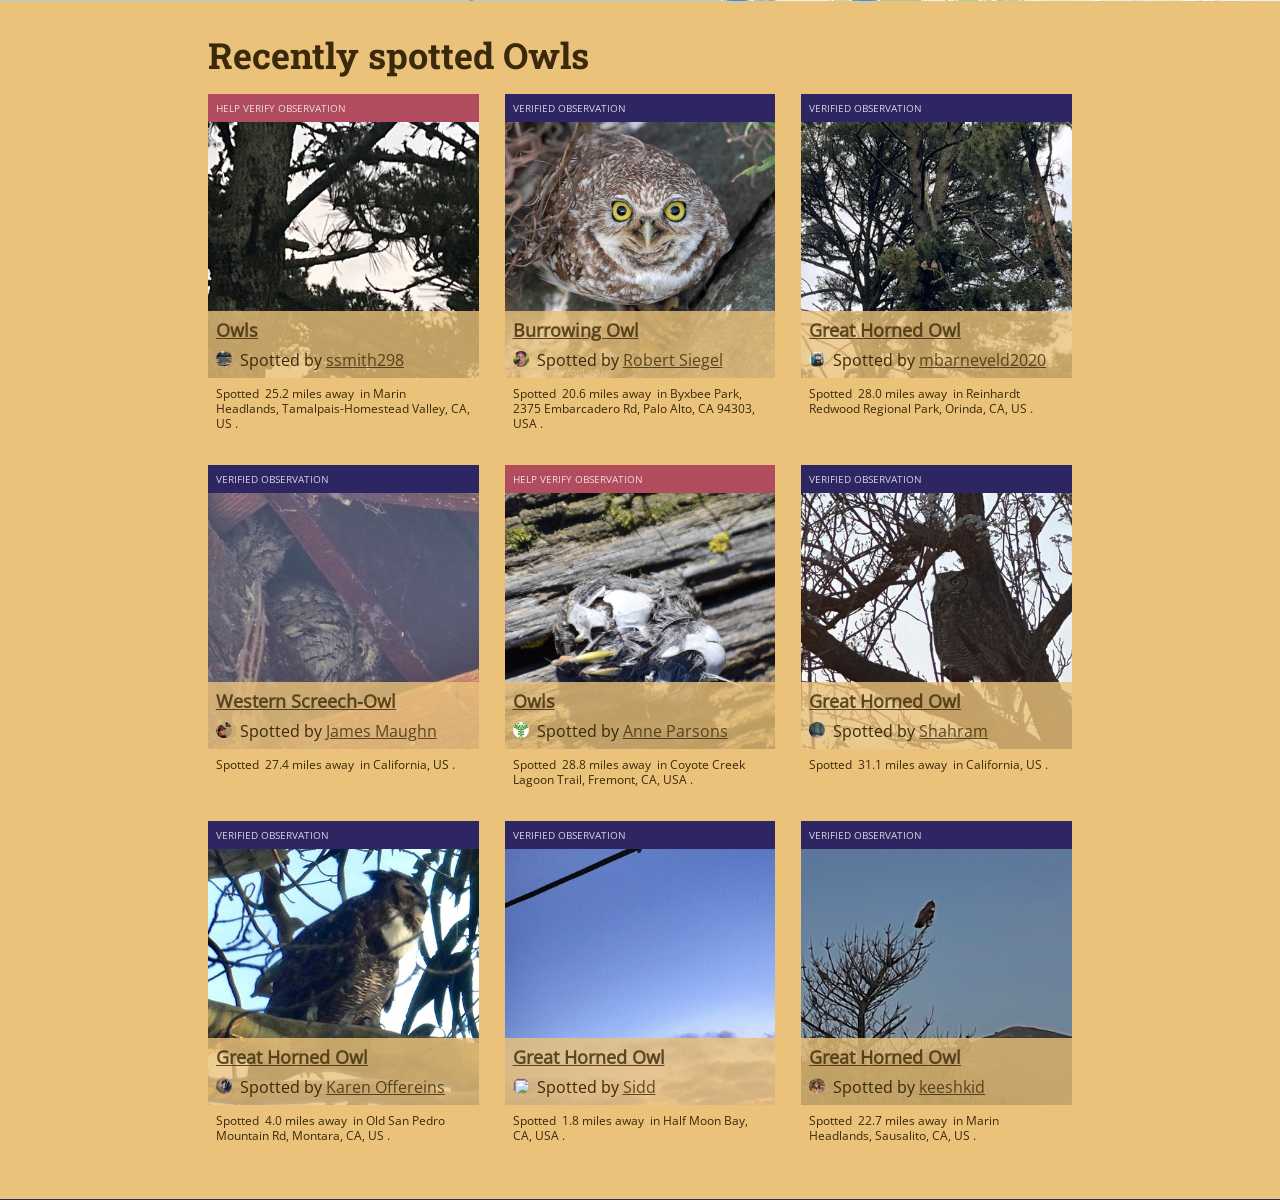 Recently spotted Owls
HELP VERIFY OBSERVATION
Owls
Spotted by ssmith298
Spotted 25.2 miles away in Marin
Headlands, Tamalpais-Homestead Valley, CA,
US .
VERIFIED OBSERVATION
Burrowing Owl
Spotted by Robert Siegel
Spotted 20.6 miles away in Byxbee Park,
2375 Embarcadero Rd, Palo Alto, CA 94303,
USA .
VERIFIED OBSERVATION
Great Horned Owl
Spotted by mbarneveld2020
Spotted 28.0 miles away in Reinhardt
Redwood Regional Park, Orinda, CA, US .
VERIFIED OBSERVATION
Western Screech-Owl
Spotted by James Maughn
Spotted 27.4 miles away in California, US .
HELP VERIFY OBSERVATION
Owls
Spotted by Anne Parsons
Spotted 28.8 miles away in Coyote Creek
Lagoon Trail, Fremont, CA, USA .
VERIFIED OBSERVATION
Great Horned Owl
Spotted by Shahram
Spotted 31.1 miles away in California, US .
VERIFIED OBSERVATION
Great Horned Owl
Spotted by Karen Offereins
Spotted 4.0 miles away in Old San Pedro
Mountain Rd, Montara, CA, US .
VERIFIED OBSERVATION
Great Horned Owl
Spotted by Sidd
Spotted 1.8 miles away in Half Moon Bay,
CA, USA .
VERIFIED OBSERVATION
Great Horned Owl
Spotted by keeshkid
Spotted 22.7 miles away in Marin
Headlands, Sausalito, CA, US .